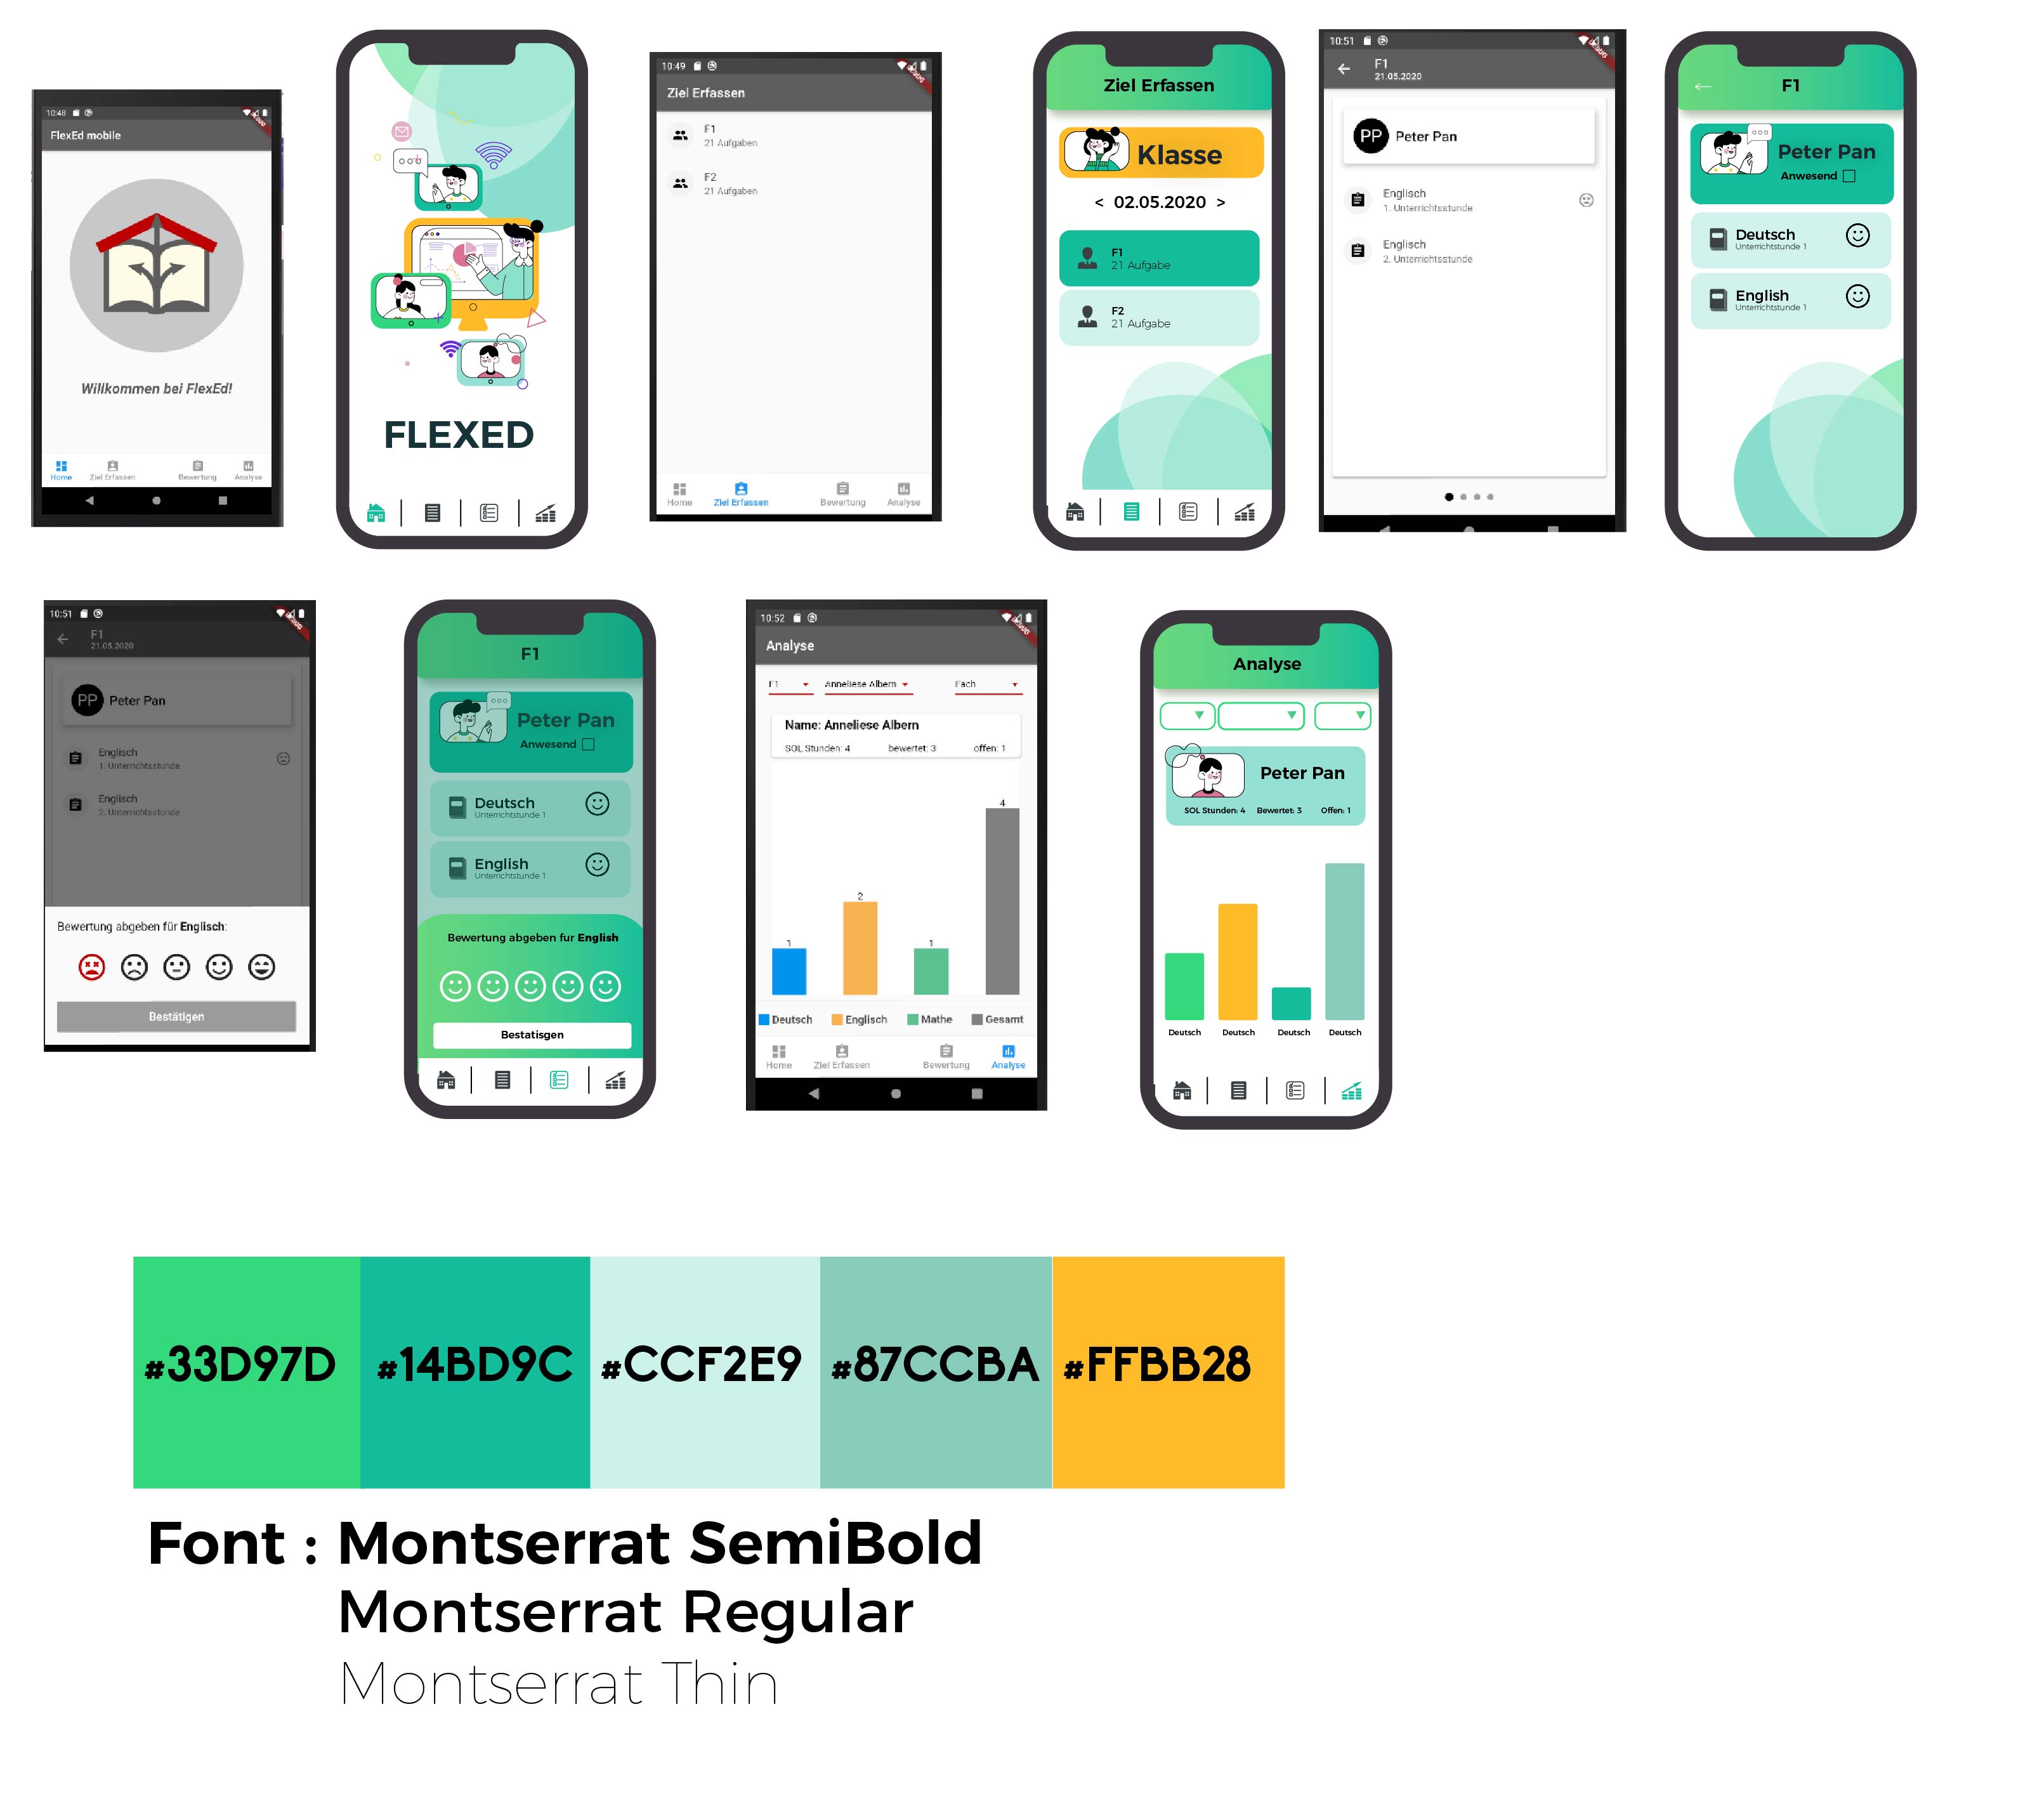 10:48
DEBUG
FlexEd mobile
Willkommen bei FlexEd!
Home
Ziel Erfassen
Bewertung
Analyse
FLEXED
10:49
DEBUG
Ziel Erfassen
F1
21 Aufgaben
F2
21 Aufgaben
Home
Ziel Erfassen
Bewertung
Analyse
Ziel Erfassen
Klasse
< 02.05.2020 >
F1
21 Aufgabe
F2
21 Aufgabe
10:51
DEBUG
F1
21.05.2020
PP Peter Pan
Englisch
1. Unterrichtsstunde
Englisch
2. Unterrichtsstunde
F1
Peter Pan
Anwesend
Deutsch
Unterrichtstunde 1
English
Unterrichtstunde 1
10:51
DEBUG
F1
21.05.2020
PP Peter Pan
Englisch
1. Unterrichtsstunde
Englisch
2. Unterrichtsstunde
Bewertung abgeben für Englisch:
Bestätigen
F1
Peter Pan
Anwesend
Deutsch
Unterrichtstunde 1
English
Unterrichtstunde 1
Bewertung abgeben fur English
Bestatisgen
10:52
DEBUG
Analyse
F1
Anneliese Albern
Fach
Name: Anneliese Albern
SOL Stunden: 4 bewertet: 3 offen: 1
1
2
1
4
Deutsch Englisch Mathe Gesamt
Home
Ziel Erfassen
Bewertung
Analyse
Analyse
Peter Pan
SOL Stunden: 4 Bewertet: 3 Offen: 1
Deutsch Deutsch Deutsch Deutsch
#33D97D #14BD9C #CCF2E9 #87CCBA #FFBB28
Font : Montserrat SemiBold
Montserrat Regular
Montserrat Thin